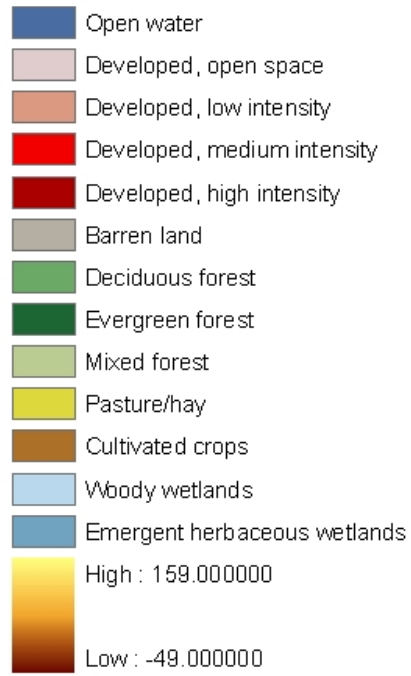 Open water
Developed, open space
Developed, low intensity
Developed, medium intensity
Developed, high intensity
Barren land
Deciduous forest
Evergreen forest
Mixed forest
Pasture/hay
Cultivated crops
Woody wetlands
Emergent herbaceous wetlands
High : 159.000000
Low : -49.000000